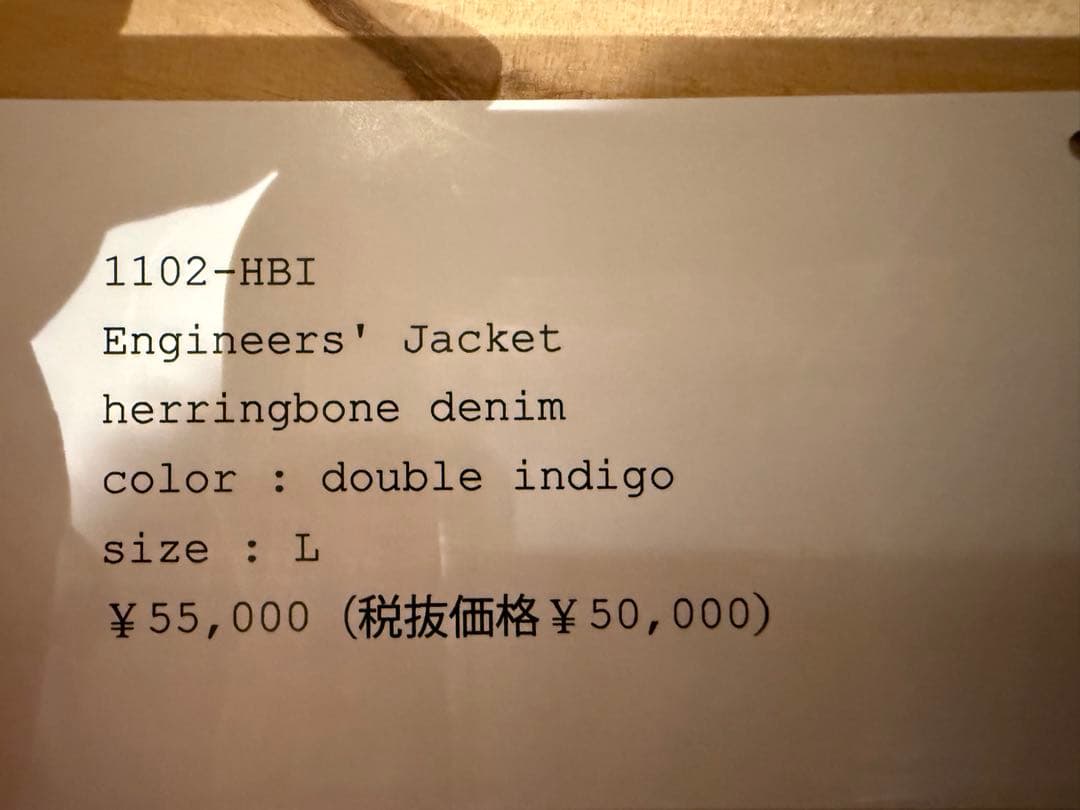 1102-HBI
Engineers' Jacket
herringbone denim
color : double indigo
size : L
¥55,000 (税抜価格¥50,000)